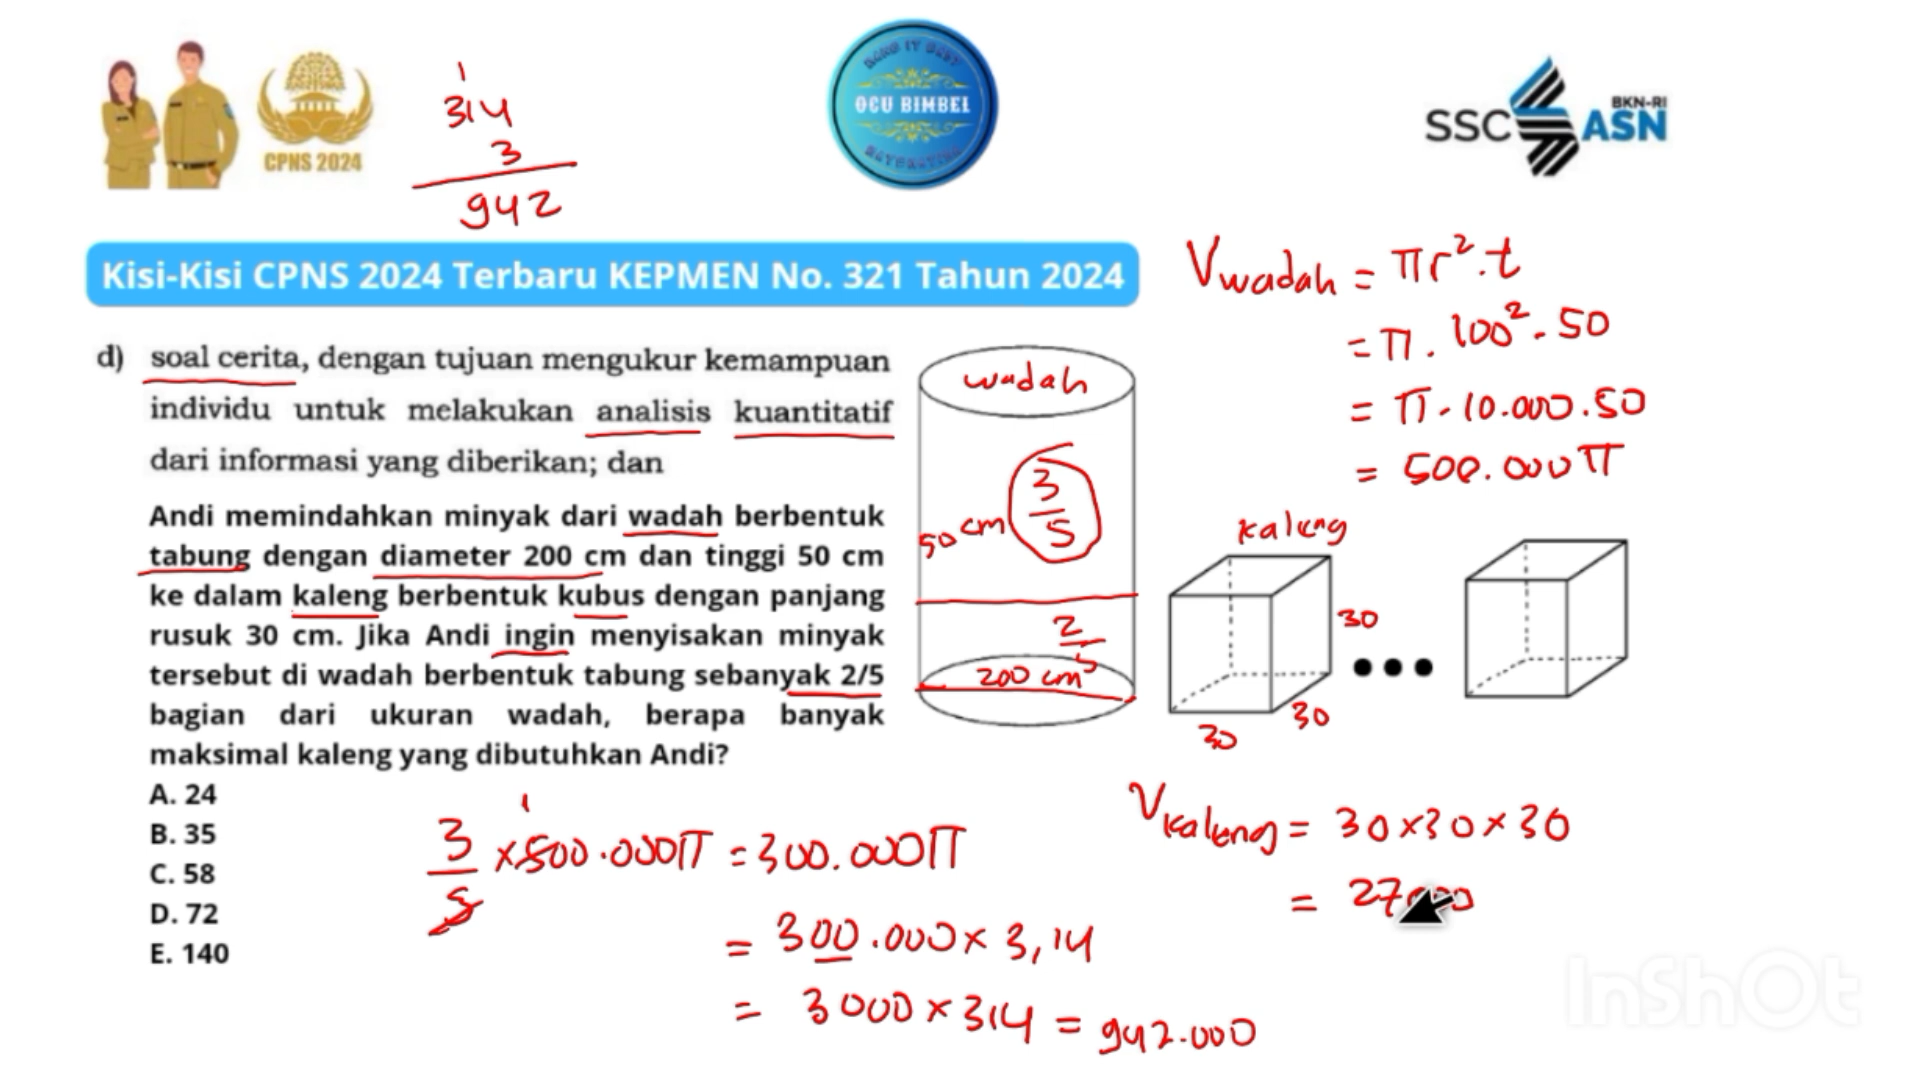 CPNS 2024
1
314
3
942
OCU BIMBEL
SSC ASN
BKN-RI
Kisi-Kisi CPNS 2024 Terbaru KEPMEN No. 321 Tahun 2024
d) soal cerita, dengan tujuan mengukur kemampuan
individu untuk melakukan analisis kuantitatif
dari informasi yang diberikan; dan
Andi memindahkan minyak dari wadah berbentuk
tabung dengan diameter 200 cm dan tinggi 50 cm
ke dalam kaleng berbentuk kubus dengan panjang
rusuk 30 cm. Jika Andi ingin menyisakan minyak
tersebut di wadah berbentuk tabung sebanyak 2/5
bagian dari ukuran wadah, berapa banyak
maksimal kaleng yang dibutuhkan Andi?
A. 24
B. 35
C. 58
D. 72
E. 140
wadah
3/5
50 cm
2/5
200 cm
V wadah = πr².t
= π. 100². 50
= π. 10.000.50
= 500.000π
kaleng
30
30
30
1
3/5 × 500.000π = 300.000π
= 300.000 × 3,14
= 3000 × 314 = 942.000
V kaleng = 30×30×30
InShOt